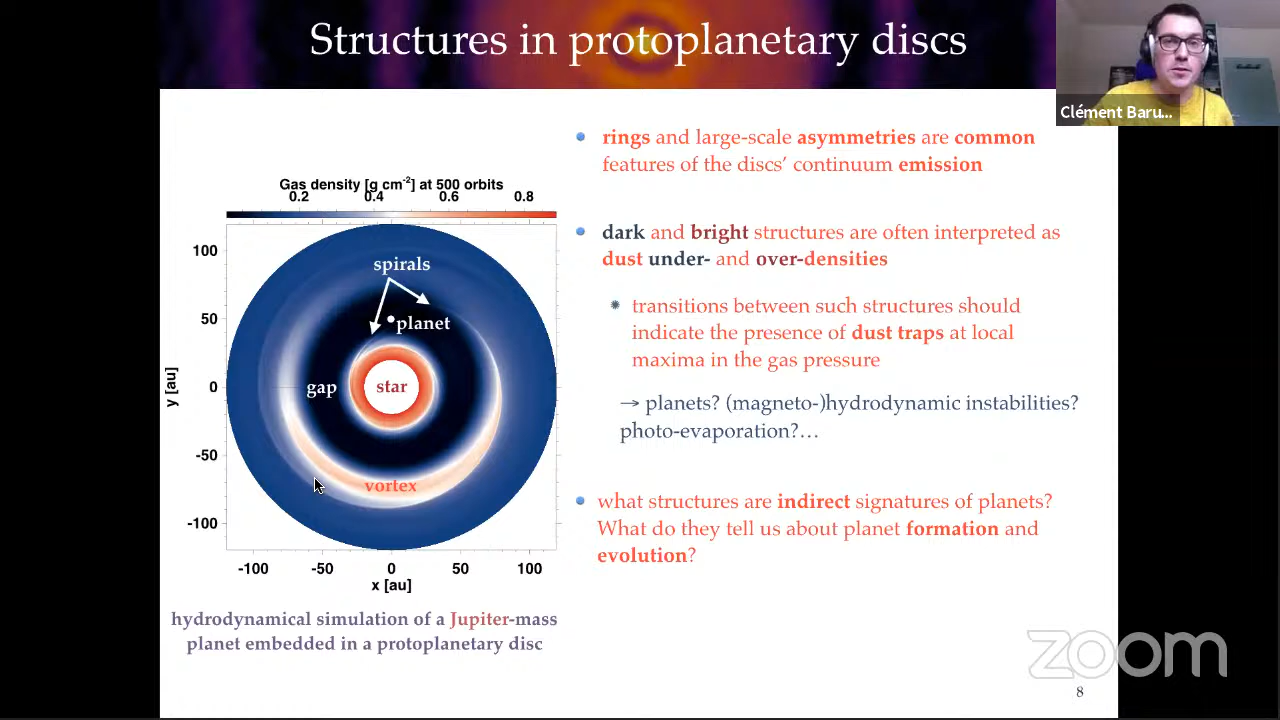 Structures in protoplanetary discs
Clément Baru...
• rings and large-scale asymmetries are common
features of the discs' continuum emission
Gas density [g cm⁻²] at 500 orbits
0.2 0.4 0.6 0.8
• dark and bright structures are often interpreted as
dust under- and over-densities
* transitions between such structures should
indicate the presence of dust traps at local
maxima in the gas pressure
→ planets? (magneto-)hydrodynamic instabilities?
photo-evaporation?…
• what structures are indirect signatures of planets?
What do they tell us about planet formation and
evolution?
100
50
0
-50
-100
y [au]
spirals
planet
gap
star
vortex
-100 -50 0 50 100
x [au]
hydrodynamical simulation of a Jupiter-mass
planet embedded in a protoplanetary disc
zoom
8